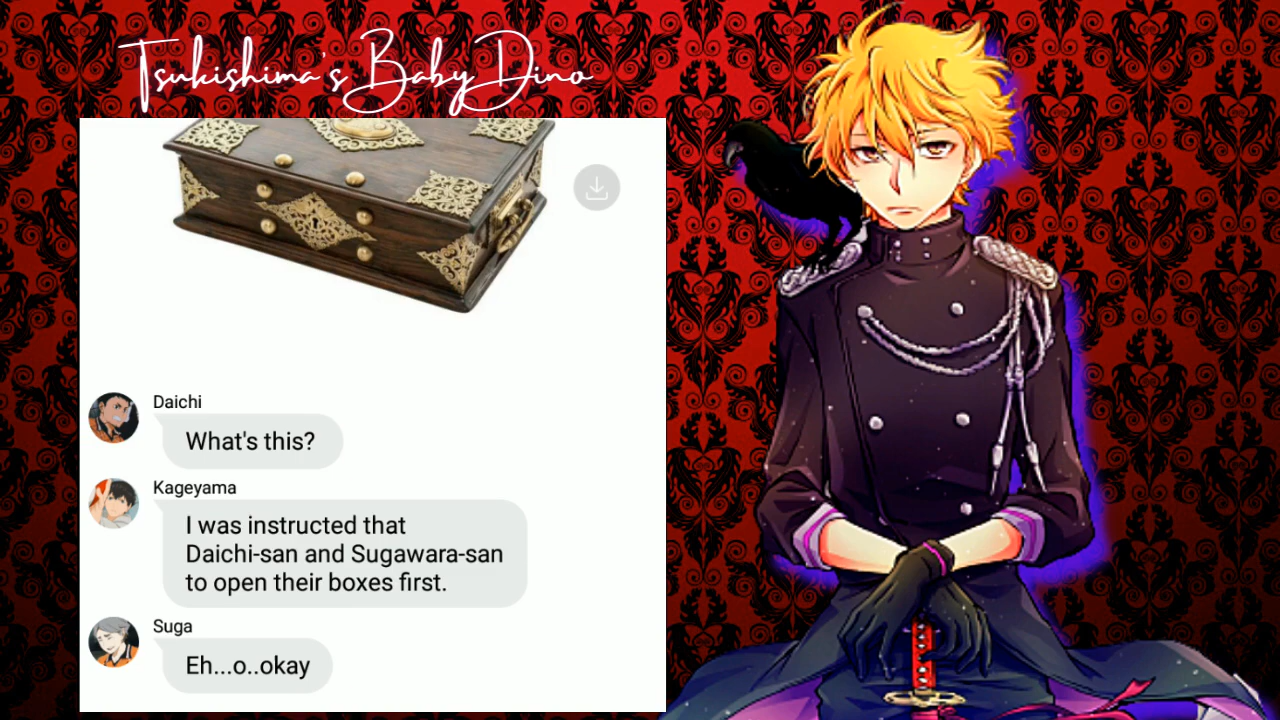 Tsukishima's Baby Dino
Daichi
What's this?
Kageyama
I was instructed that
Daichi-san and Sugawara-san
to open their boxes first.
Suga
Eh...o..okay